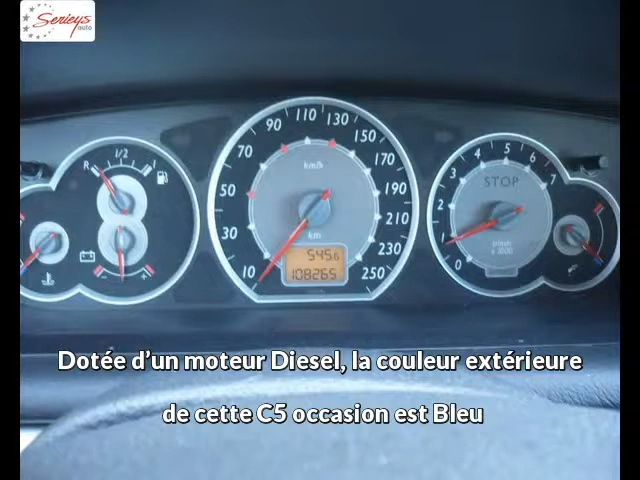 Serieys
auto
90 110 130
70 150
50 170
30 190
10 210
230
250
km/h
km
545.6
108265
R 1/2 1
- +
STOP
0 1 2 3 4 5 6 7
x 1000
Dotée d'un moteur Diesel, la couleur extérieure
de cette C5 occasion est Bleu